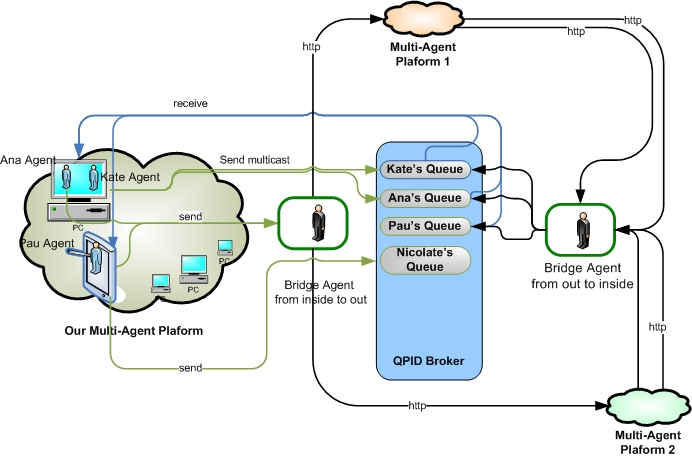 http
http
http
Multi-Agent
Plaform 1
receive
Ana Agent
Kate Agent
Send multicast
Kate's Queue
Ana's Queue
Pau's Queue
Nicolate's
Queue
PC
send
Pau Agent
PC
PC
PC
Bridge Agent
from inside to out
Bridge Agent
from out to inside
Our Multi-Agent Plaform
QPID Broker
send
http
http
http
Multi-Agent
Plaform 2